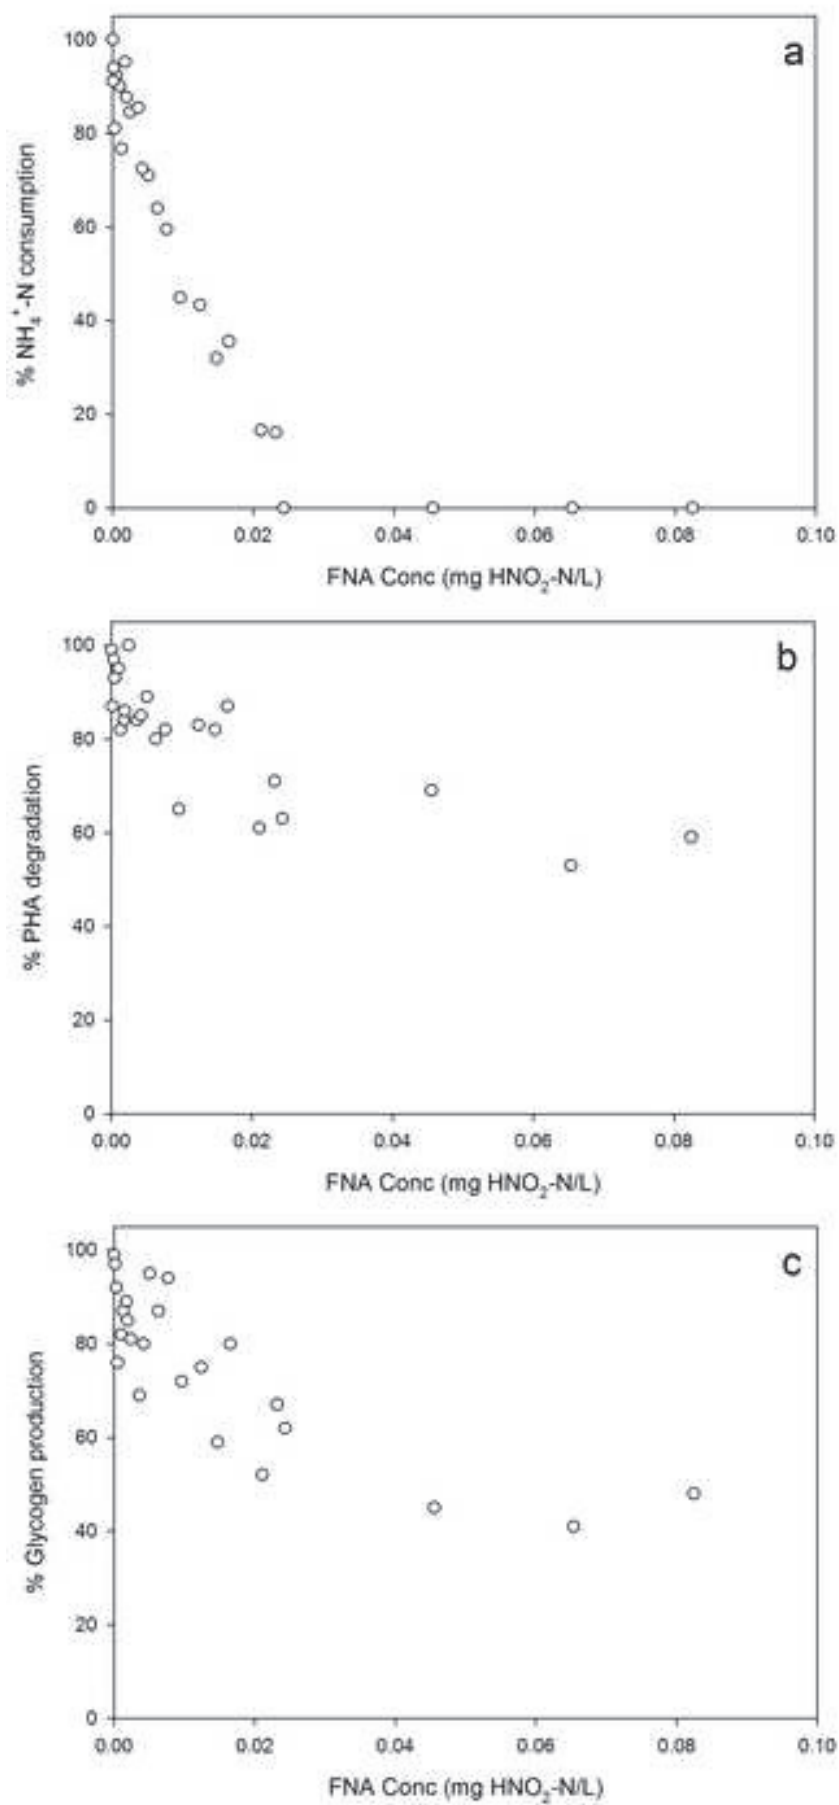 a
100
80
60
40
20
0
% NH₄⁺-N consumption
0.00 0.02 0.04 0.06 0.08 0.10
FNA Conc (mg HNO₂-N/L)
b
100
80
60
40
20
0
% PHA degradation
0.00 0.02 0.04 0.06 0.08 0.10
FNA Conc (mg HNO₂-N/L)
c
100
80
60
40
20
0
% Glycogen production
0.00 0.02 0.04 0.06 0.08 0.10
FNA Conc (mg HNO₂-N/L)